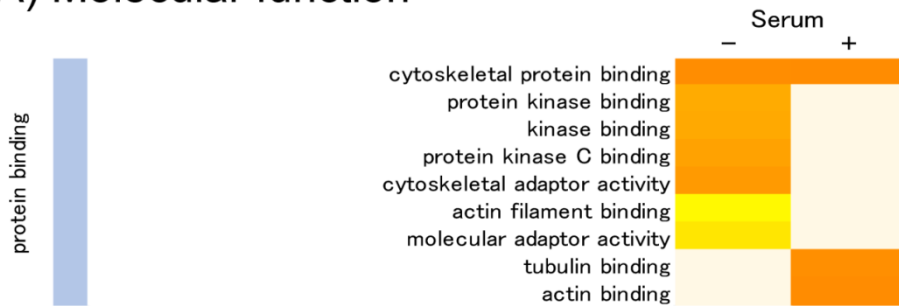 A) Molecular function
Serum
− +
cytoskeletal protein binding
protein kinase binding
kinase binding
protein kinase C binding
cytoskeletal adaptor activity
actin filament binding
molecular adaptor activity
tubulin binding
actin binding
protein binding